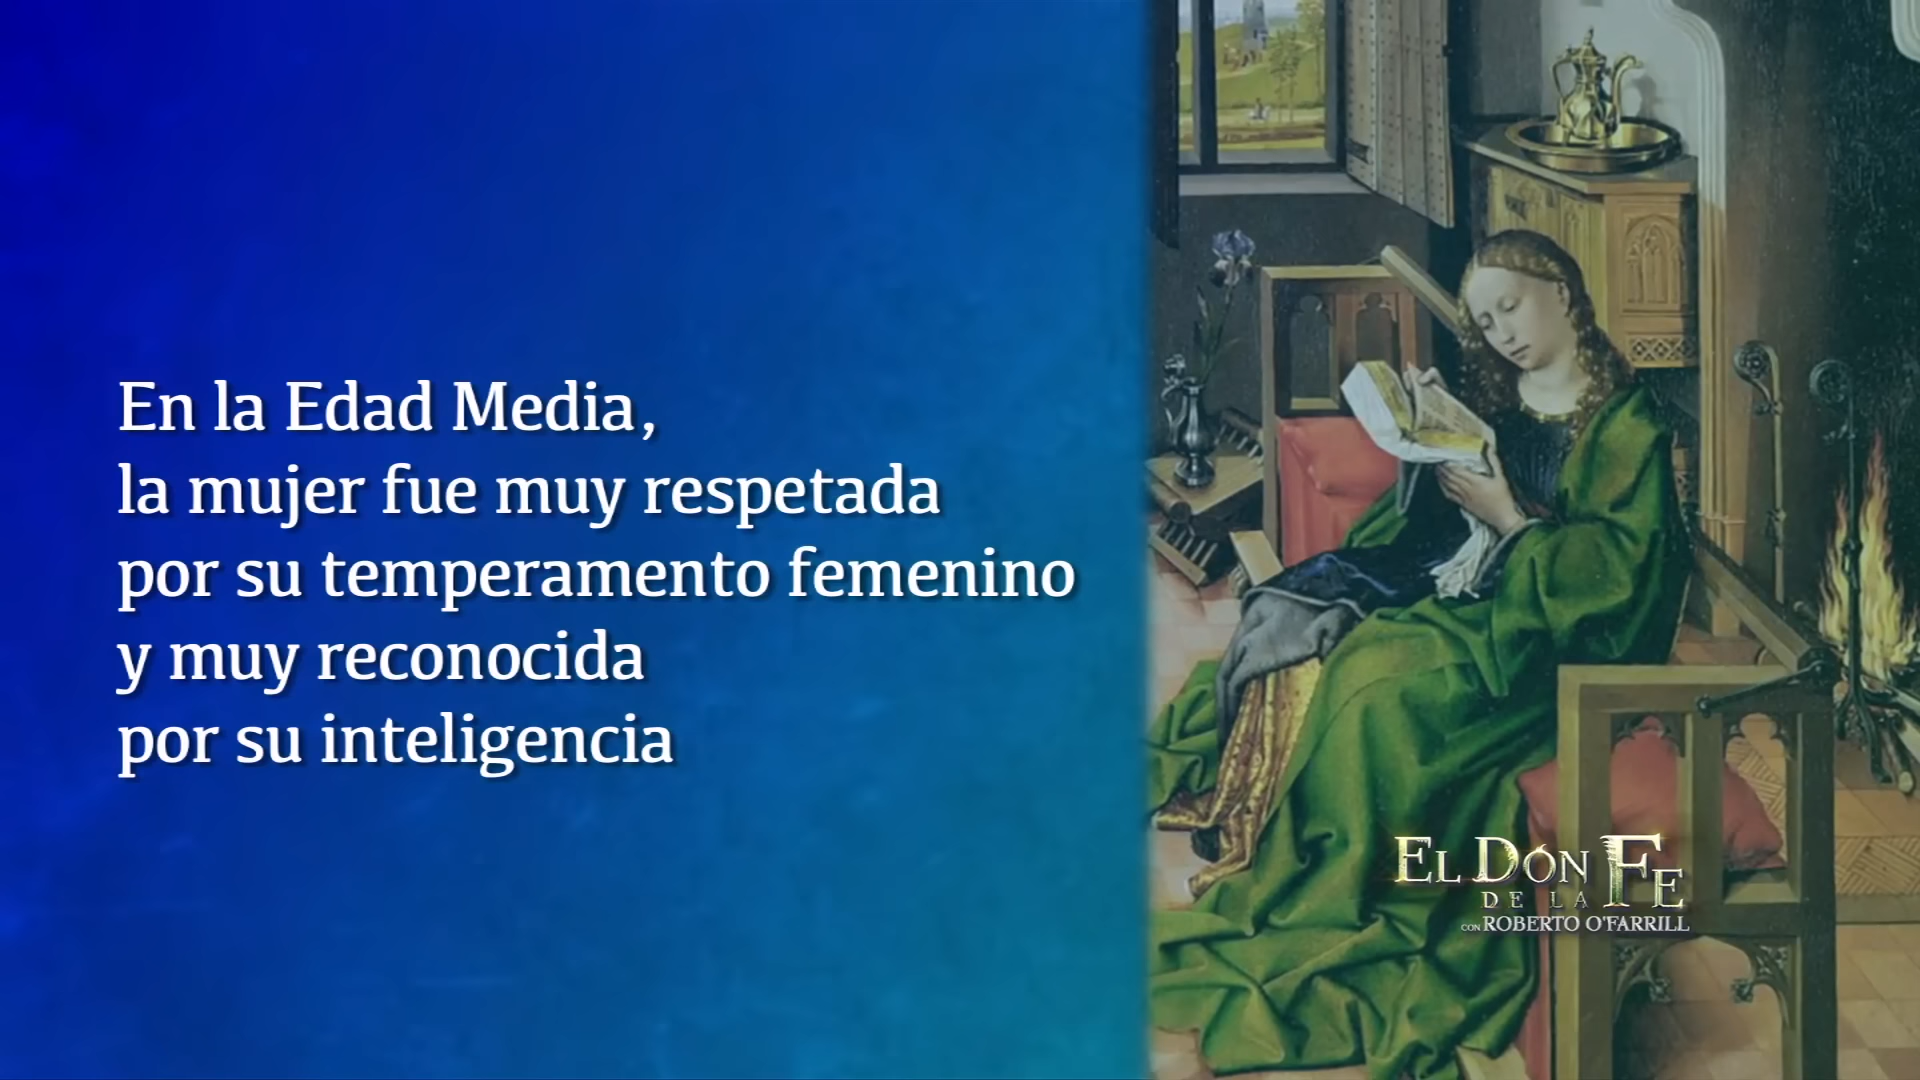 En la Edad Media,
la mujer fue muy respetada
por su temperamento femenino
y muy reconocida
por su inteligencia
EL DON
DE LA FE
CON ROBERTO O'FARRILL